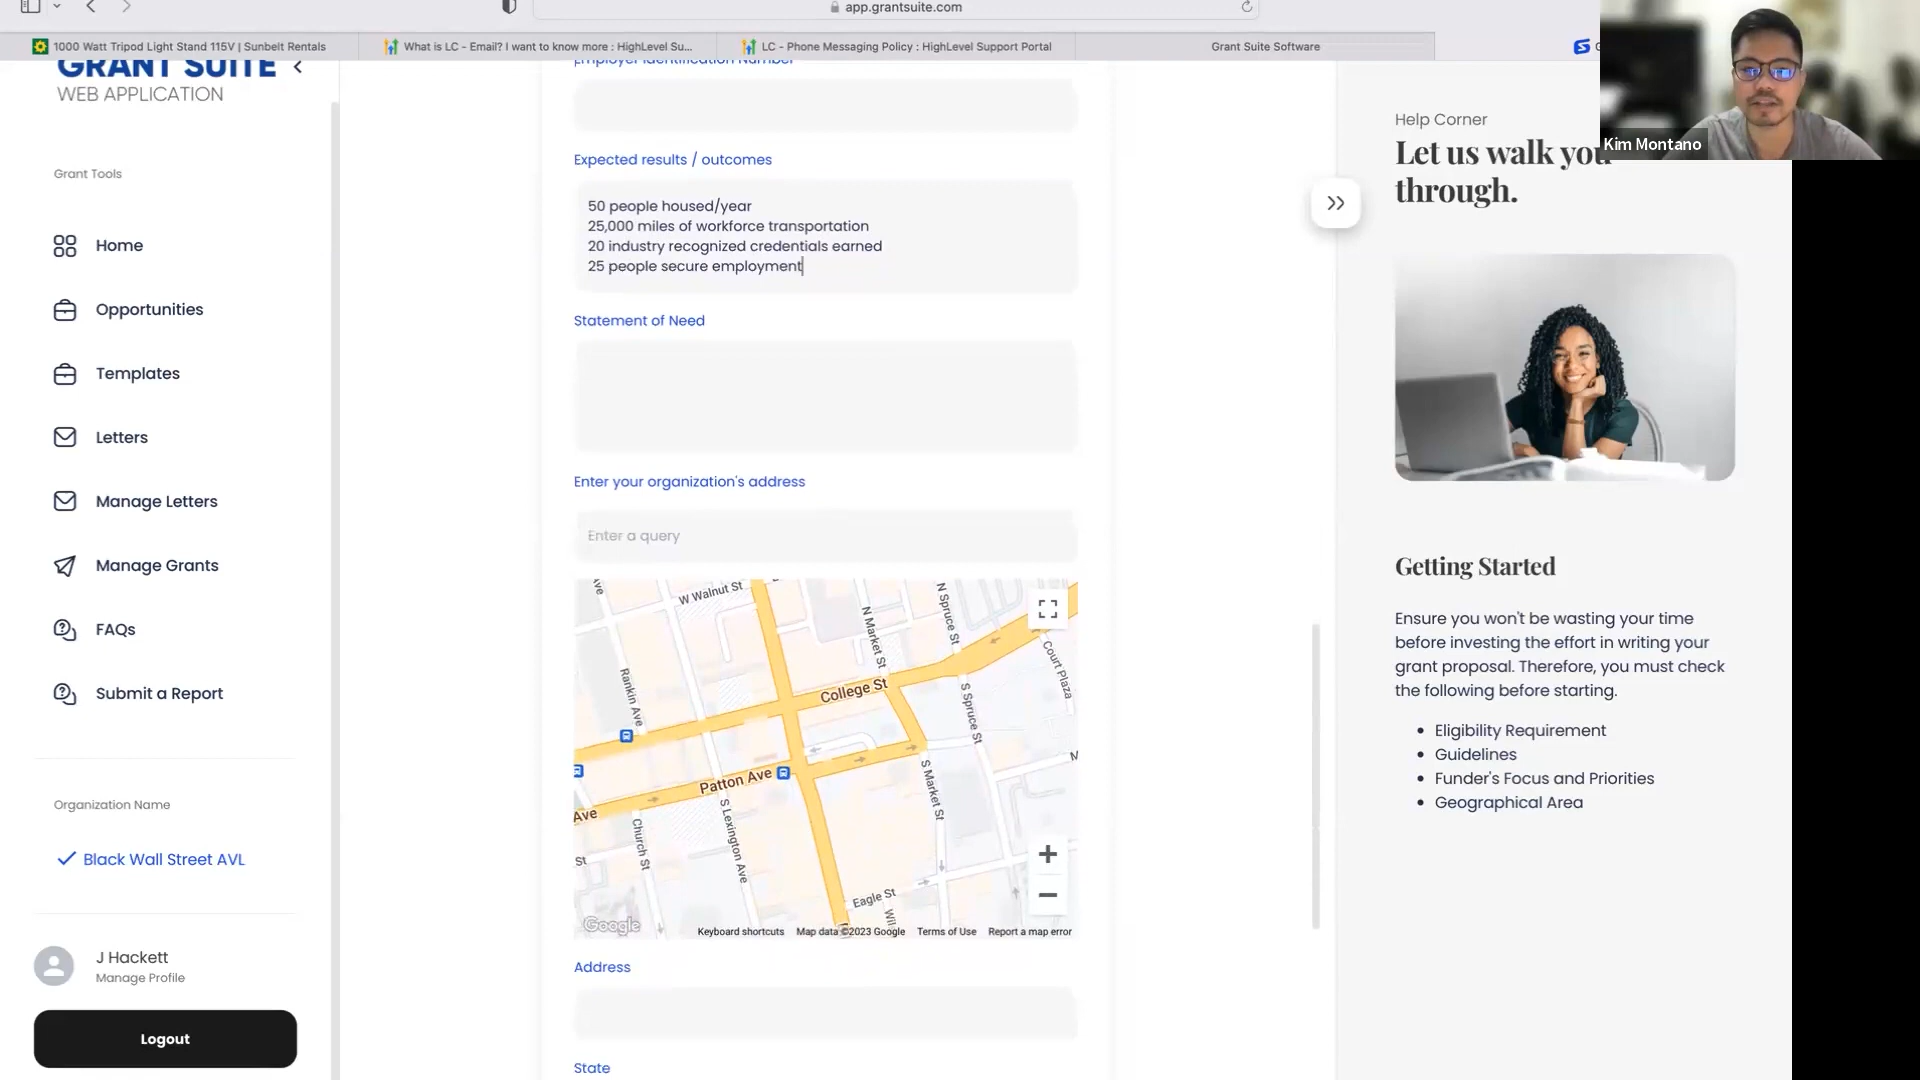 app.grantsuite.com
1000 Watt Tripod Light Stand 115V | Sunbelt Rentals
What is LC - Email? I want to know more : HighLevel Su...
LC - Phone Messaging Policy : HighLevel Support Portal
Grant Suite Software
GRANT SUITE
WEB APPLICATION
Grant Tools
Home
Opportunities
Templates
Letters
Manage Letters
Manage Grants
FAQs
Submit a Report
Organization Name
Black Wall Street AVL
J Hackett
Manage Profile
Logout
Employer Identification Number
Expected results / outcomes
50 people housed/year
25,000 miles of workforce transportation
20 industry recognized credentials earned
25 people secure employment
Statement of Need
Enter your organization's address
Enter a query
W Walnut St
N Market St
N Spruce St
Court Plaza
Rankin Ave
College St
S Spruce St
Patton Ave
S Market St
Ave
S Lexington Ave
Church St
St
Eagle St
Google
Keyboard shortcuts
Map data ©2023 Google
Terms of Use
Report a map error
Address
State
Help Corner
Let us walk you
through.
Kim Montano
Getting Started
Ensure you won't be wasting your time
before investing the effort in writing your
grant proposal. Therefore, you must check
the following before starting.
Eligibility Requirement
Guidelines
Funder's Focus and Priorities
Geographical Area